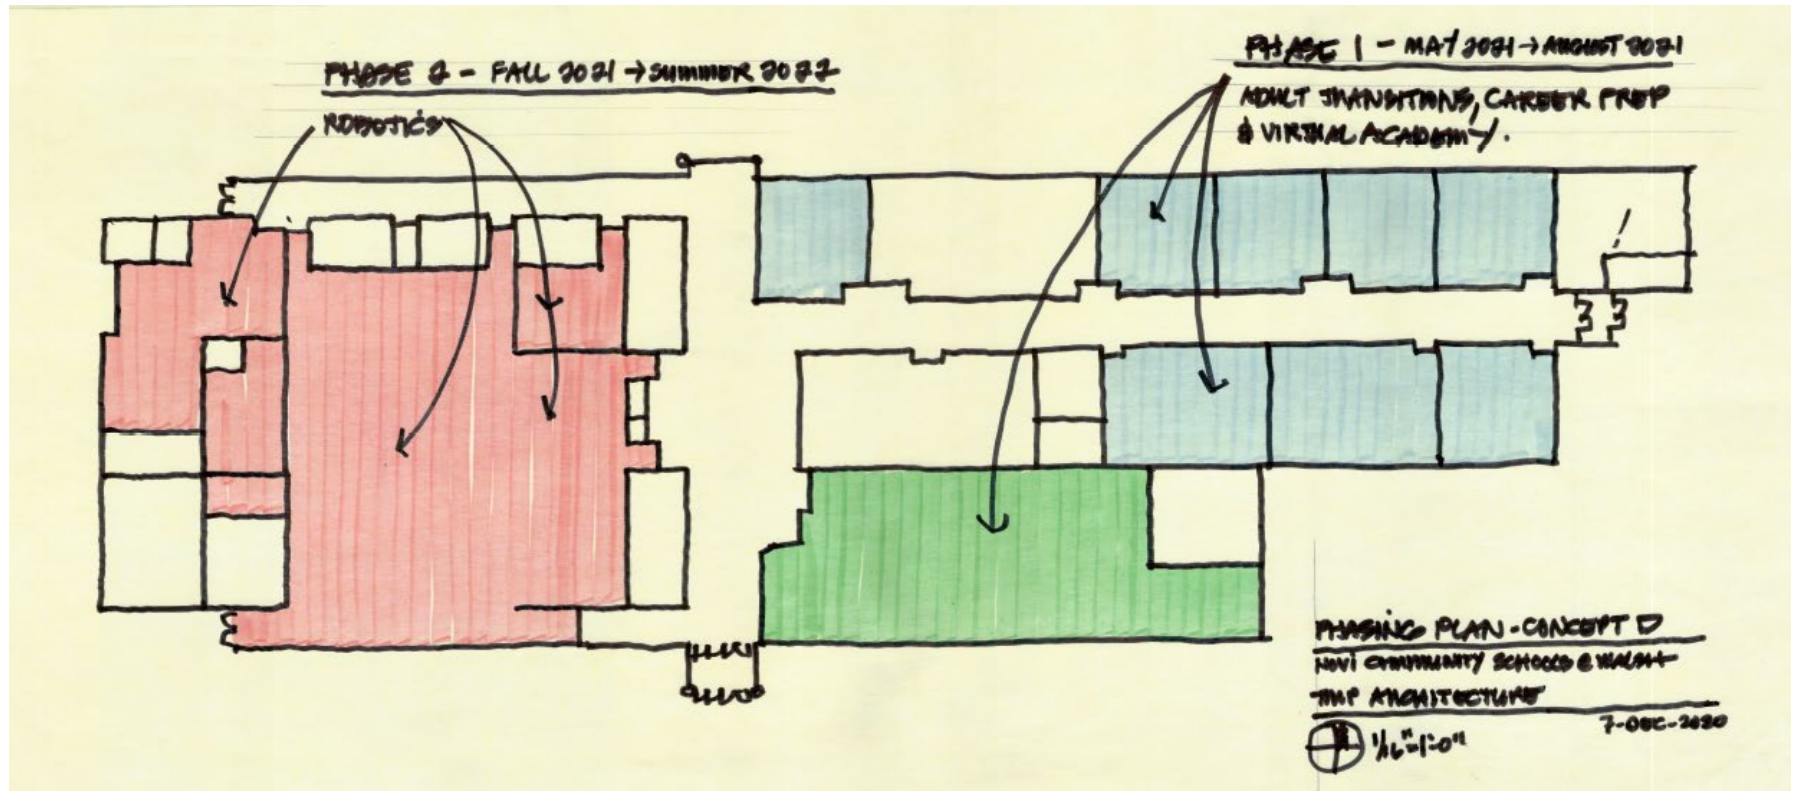 PHASE 2 - FALL 2021 → SUMMER 2022
ROBOTICS
PHASE 1 - MAY 2021 → AUGUST 2021
ADULT TRANSITIONS, CAREER PREP
& VIRTUAL ACADEMY.
PHASING PLAN - CONCEPT D
NOVI COMMUNITY SCHOOLS @ WALSH
TMP ARCHITECTURE
7-DEC-2020
1/16"=1'-0"